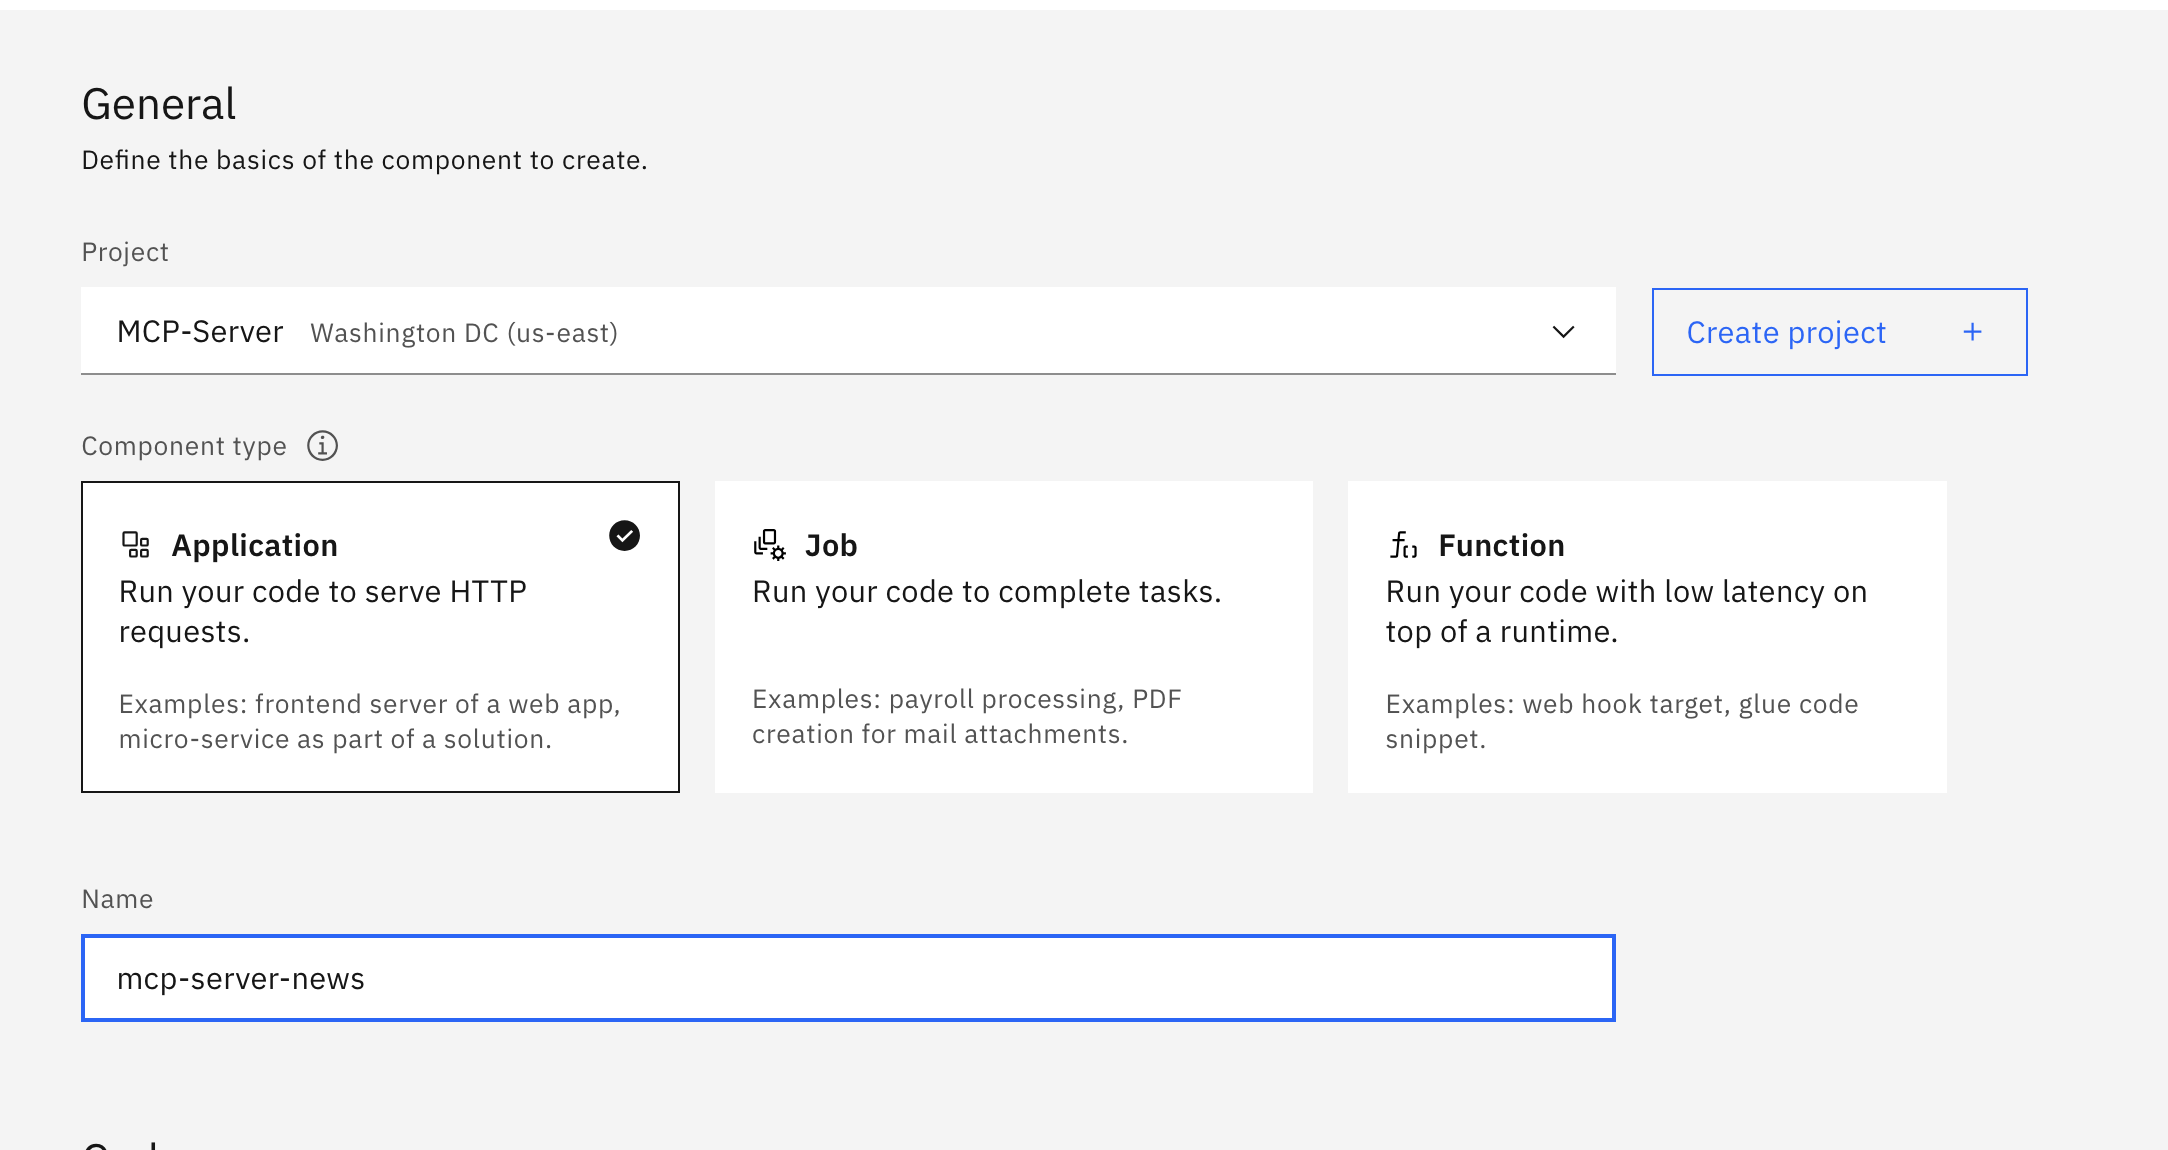 General
Define the basics of the component to create.
Project
MCP-Server Washington DC (us-east)
Create project +
Component type
Application
Run your code to serve HTTP
requests.
Examples: frontend server of a web app,
micro-service as part of a solution.
Job
Run your code to complete tasks.
Examples: payroll processing, PDF
creation for mail attachments.
Function
Run your code with low latency on
top of a runtime.
Examples: web hook target, glue code
snippet.
Name
mcp-server-news